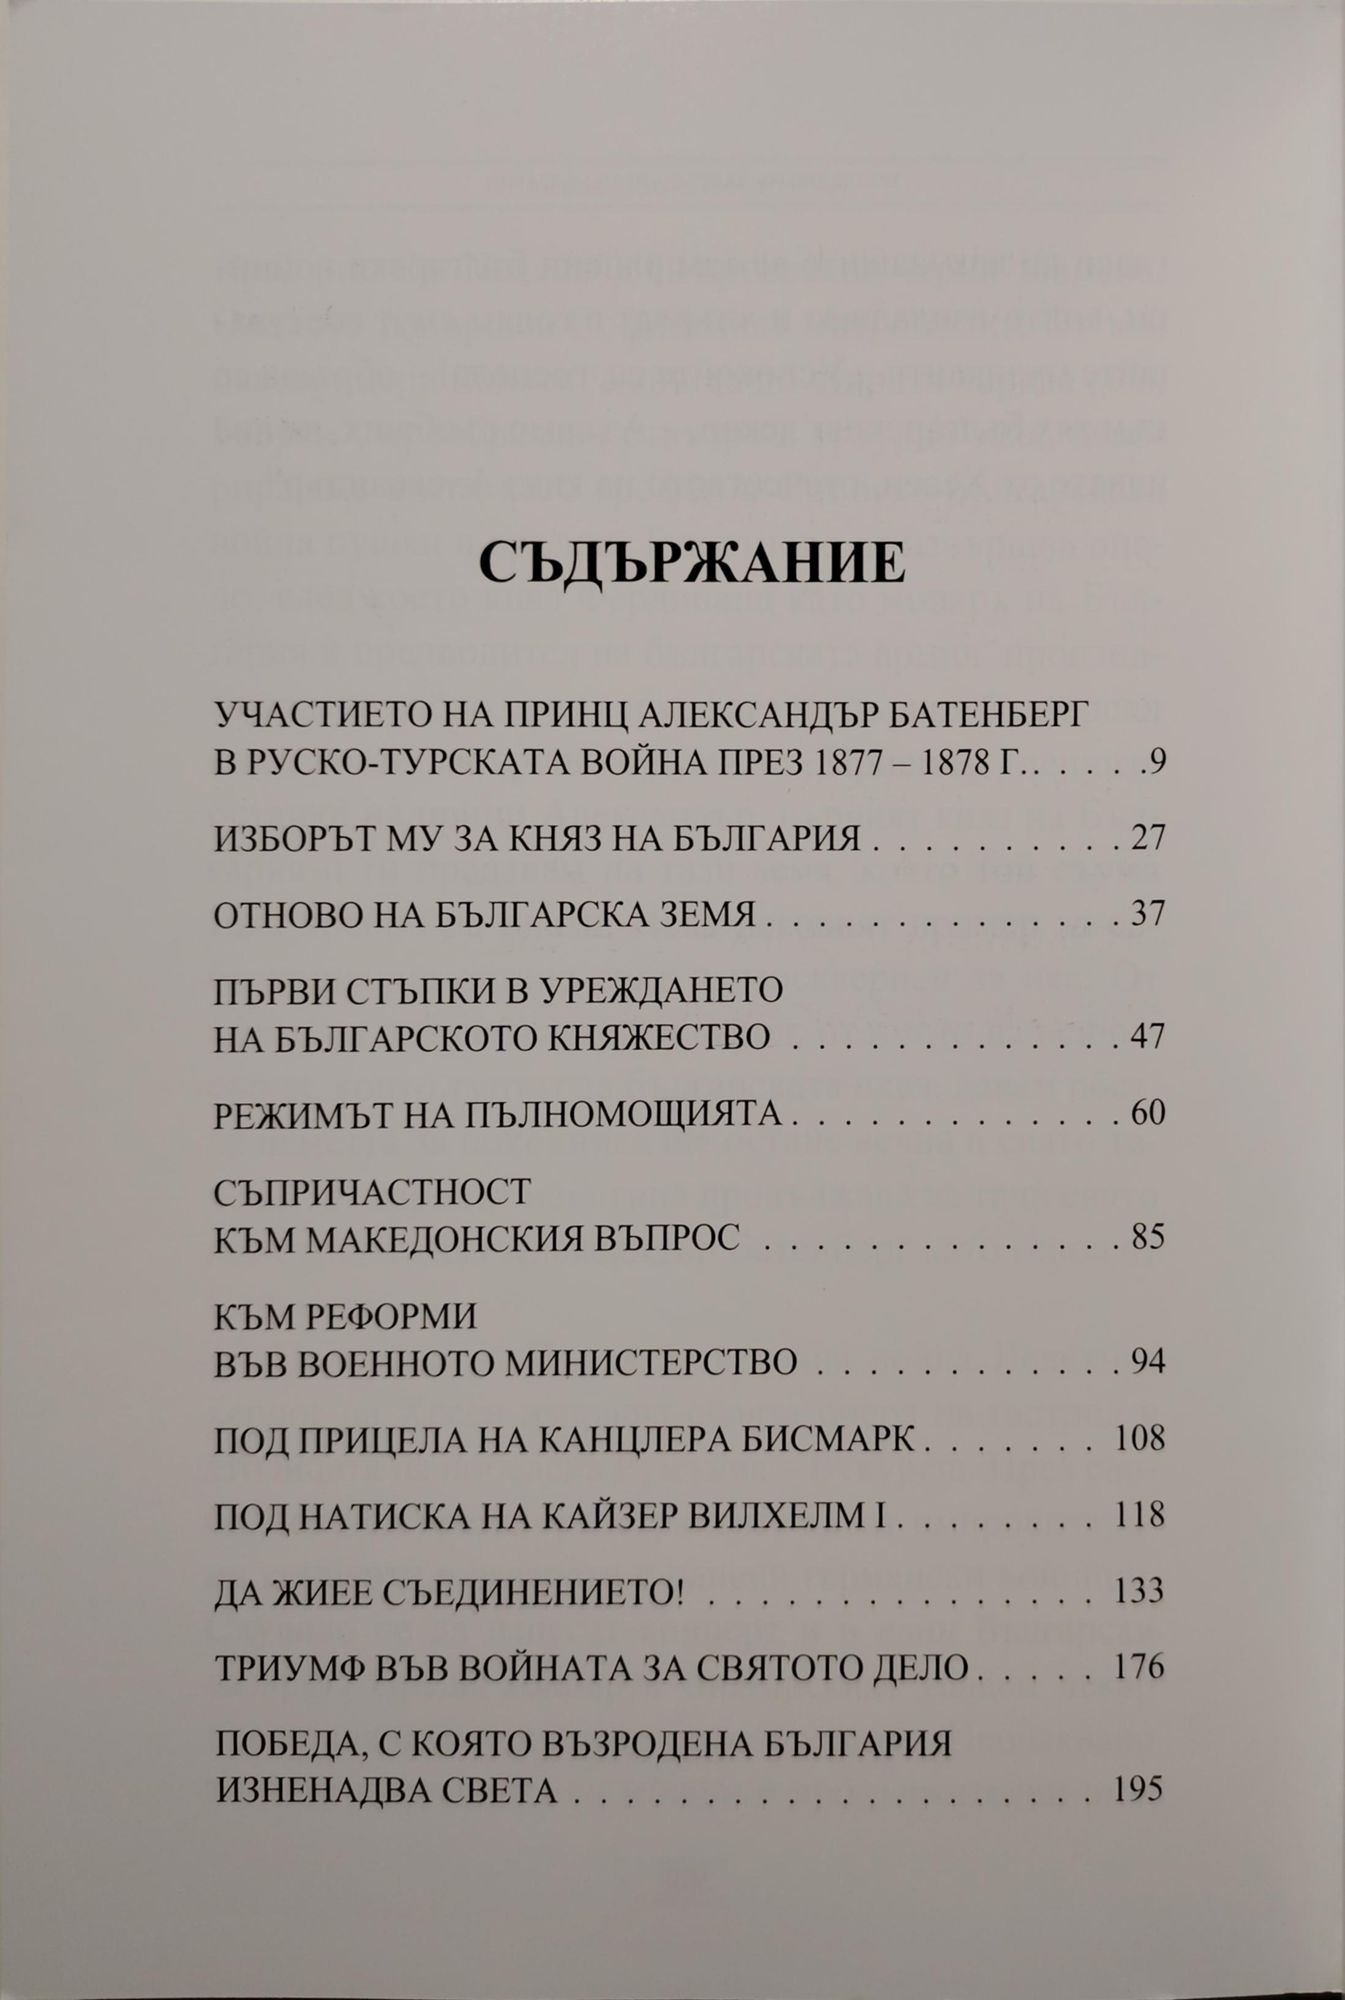 СЪДЪРЖАНИЕ
УЧАСТИЕТО НА ПРИНЦ АЛЕКСАНДЪР БАТЕНБЕРГ
В РУСКО-ТУРСКАТА ВОЙНА ПРЕЗ 1877 – 1878 Г. . . . . .9
ИЗБОРЪТ МУ ЗА КНЯЗ НА БЪЛГАРИЯ . . . . . . . . . . 27
ОТНОВО НА БЪЛГАРСКА ЗЕМЯ . . . . . . . . . . . . . . 37
ПЪРВИ СТЪПКИ В УРЕЖДАНЕТО
НА БЪЛГАРСКОТО КНЯЖЕСТВО . . . . . . . . . . . . . 47
РЕЖИМЪТ НА ПЪЛНОМОЩИЯТА . . . . . . . . . . . . . 60
СЪПРИЧАСТНОСТ
КЪМ МАКЕДОНСКИЯ ВЪПРОС . . . . . . . . . . . . . . 85
КЪМ РЕФОРМИ
ВЪВ ВОЕННОТО МИНИСТЕРСТВО . . . . . . . . . . . . 94
ПОД ПРИЦЕЛА НА КАНЦЛЕРА БИСМАРК . . . . . . . 108
ПОД НАТИСКА НА КАЙЗЕР ВИЛХЕЛМ I . . . . . . . . 118
ДА ЖИЕЕ СЪЕДИНЕНИЕТО! . . . . . . . . . . . . . . . 133
ТРИУМФ ВЪВ ВОЙНАТА ЗА СВЯТОТО ДЕЛО . . . . . 176
ПОБЕДА, С КОЯТО ВЪЗРОДЕНА БЪЛГАРИЯ
ИЗНЕНАДВА СВЕТА . . . . . . . . . . . . . . . . . . . . 195